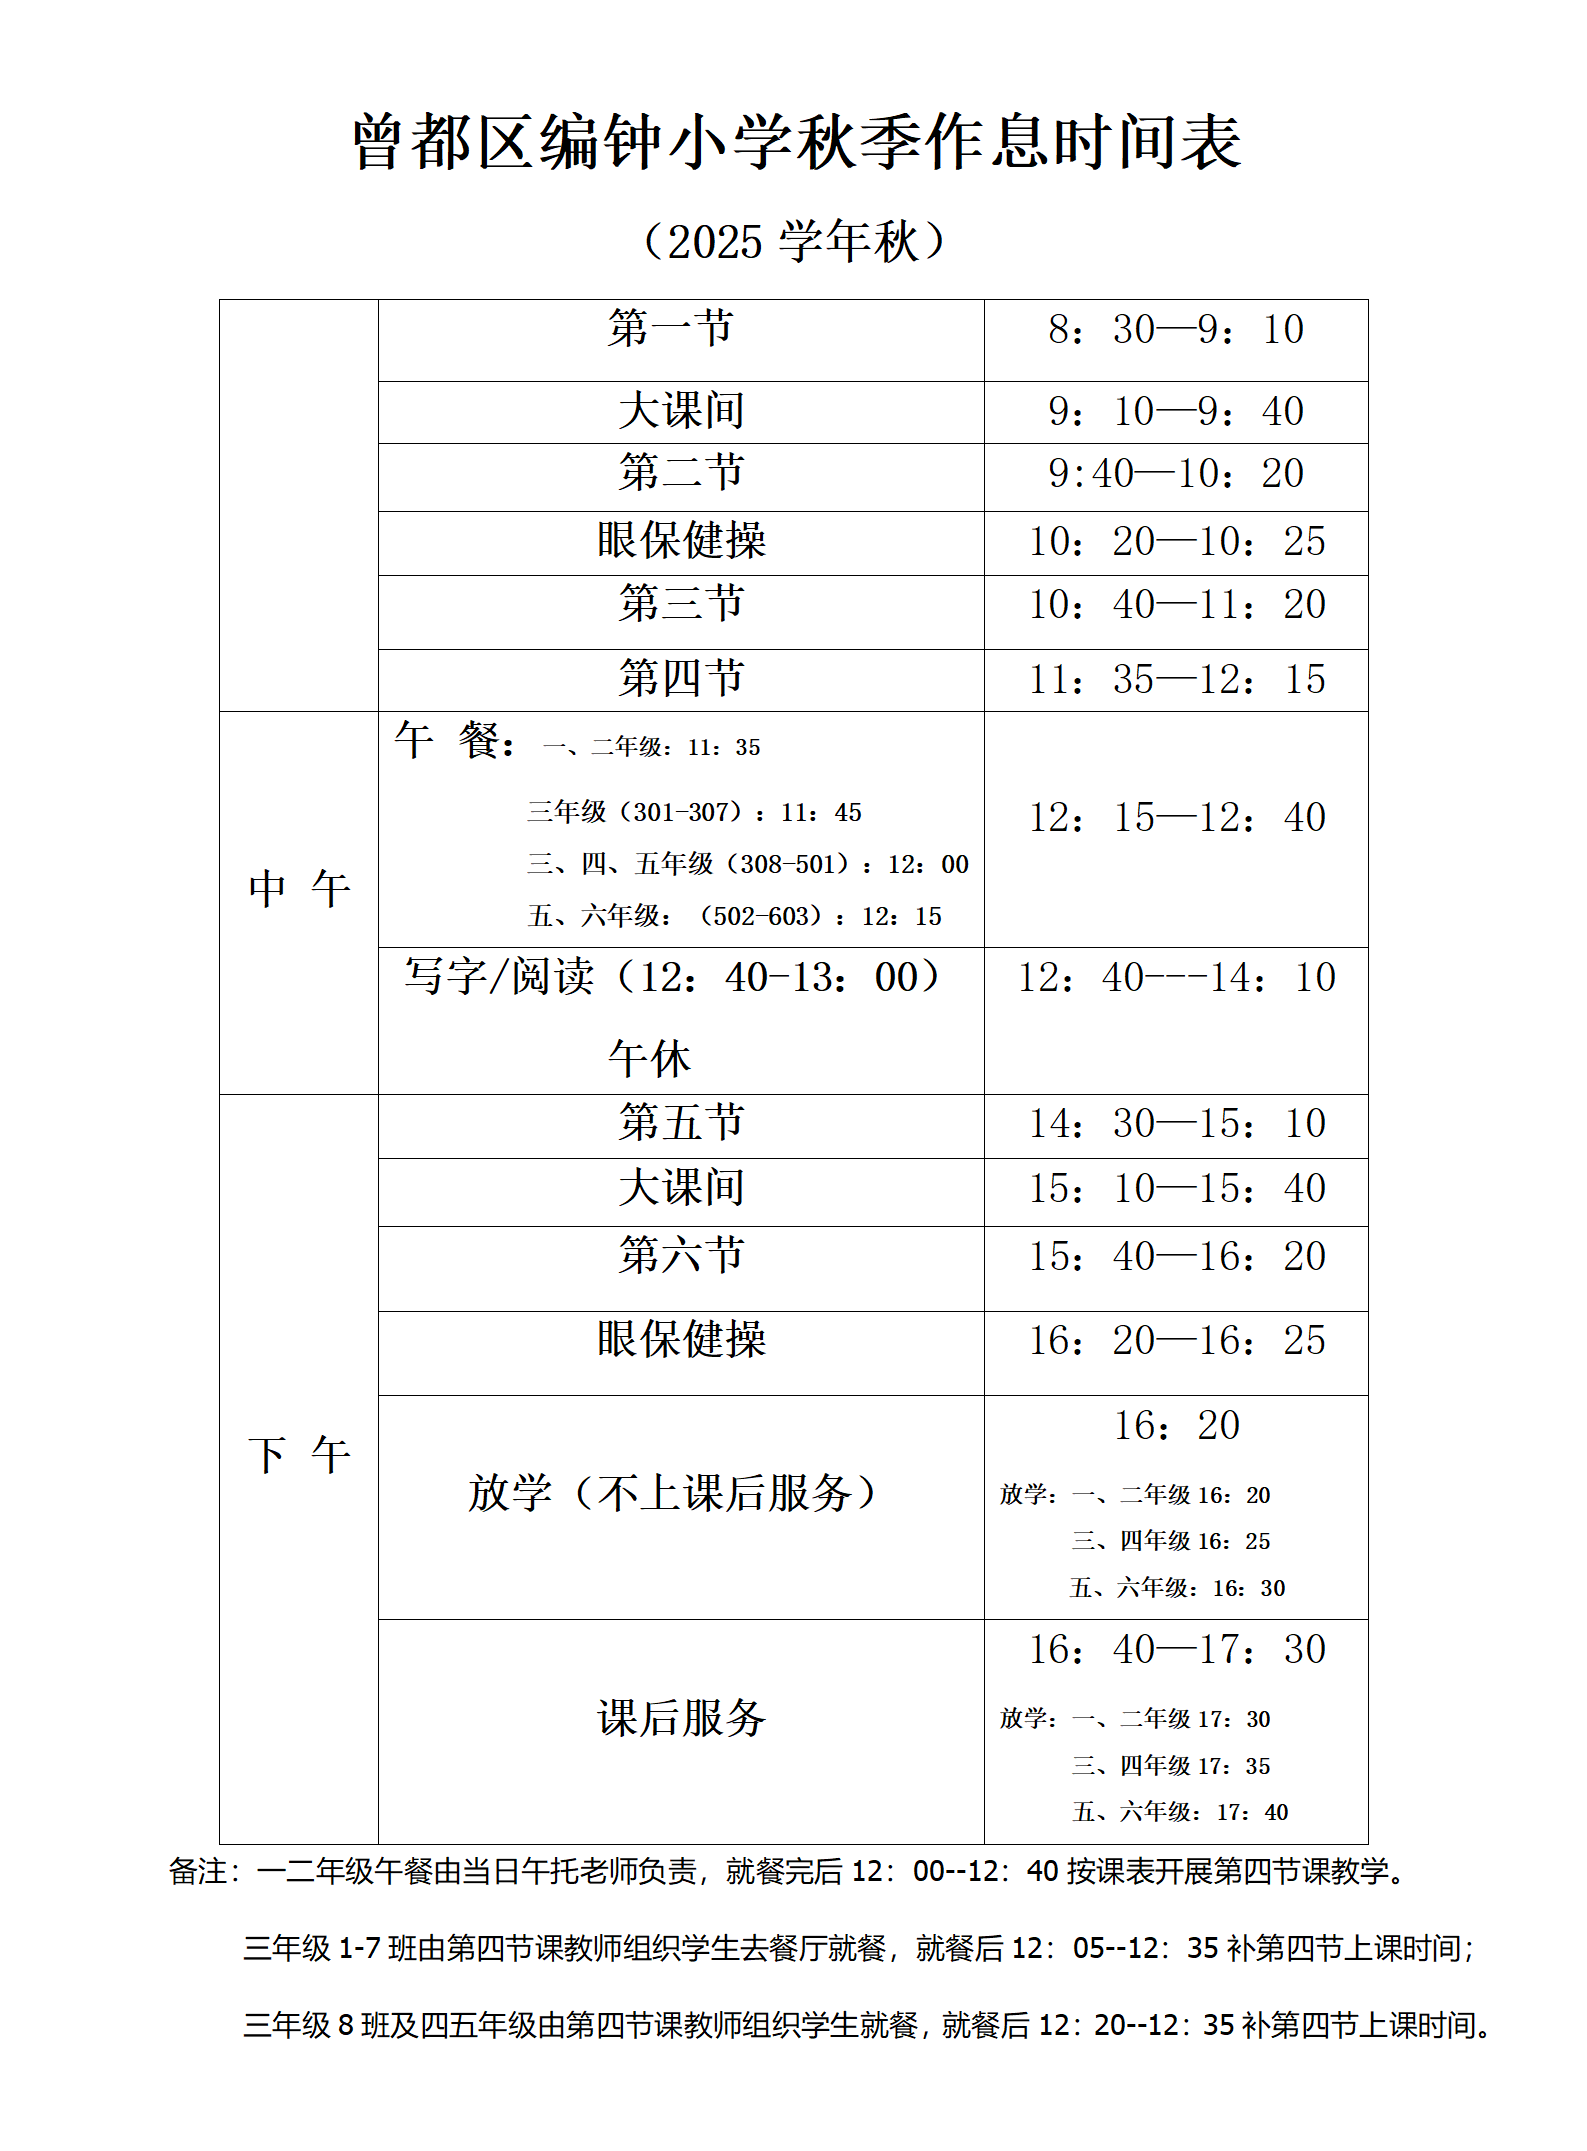 曾都区编钟小学秋季作息时间表
（2025 学年秋）
第一节 8：30—9：10
大课间 9：10—9：40
第二节 9:40—10：20
眼保健操 10：20—10：25
第三节 10：40—11：20
第四节 11：35—12：15
中 午
午 餐：一、二年级：11：35
三年级（301-307）：11：45
三、四、五年级（308-501）：12：00
五、六年级：（502-603）：12：15
12：15—12：40
写字/阅读（12：40-13：00） 12：40---14：10
午休
下 午
第五节 14：30—15：10
大课间 15：10—15：40
第六节 15：40—16：20
眼保健操 16：20—16：25
放学（不上课后服务） 16：20
放学：一、二年级 16：20
三、四年级 16：25
五、六年级：16：30
课后服务 16：40—17：30
放学：一、二年级 17：30
三、四年级 17：35
五、六年级：17：40
备注：一二年级午餐由当日午托老师负责，就餐完后 12：00--12：40 按课表开展第四节课教学。
三年级 1-7 班由第四节课教师组织学生去餐厅就餐，就餐后 12：05--12：35 补第四节上课时间；
三年级 8 班及四五年级由第四节课教师组织学生就餐，就餐后 12：20--12：35 补第四节上课时间。